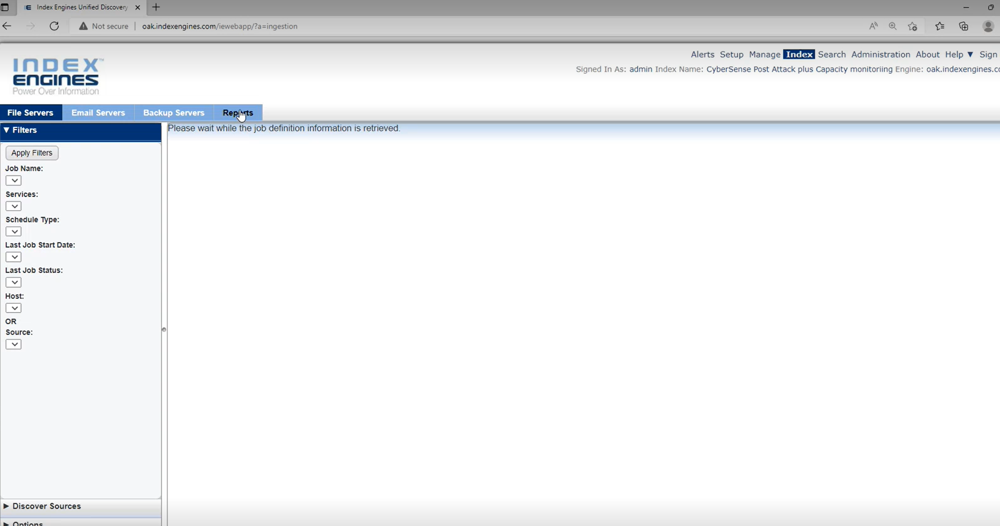 Index Engines Unified Discovery
Not secure | oak.indexengines.com/iewebapp/?a=ingestion
Alerts Setup Manage Index Search Administration About Help ▼ Sign
Signed In As: admin Index Name: CyberSense Post Attack plus Capacity monitoriing Engine: oak.indexengines.co
INDEX™
ENGINES
Power Over Information
File Servers Email Servers Backup Servers Reports
▼ Filters
Please wait while the job definition information is retrieved.
Apply Filters
Job Name:
Services:
Schedule Type:
Last Job Start Date:
Last Job Status:
Host:
OR
Source:
▶ Discover Sources
▶ Options